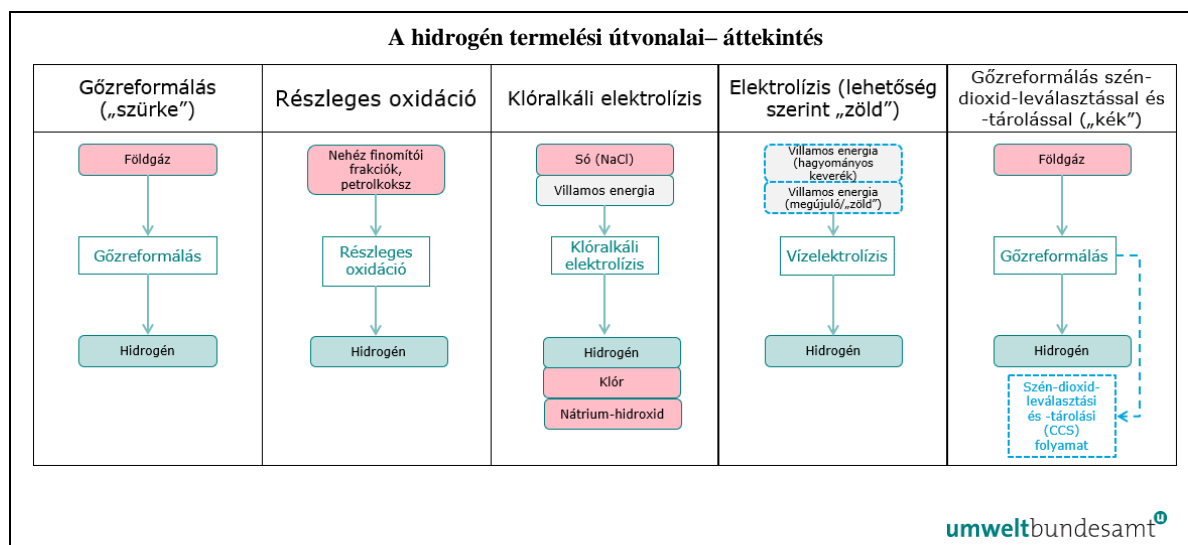 A hidrogén termelési útvonalai– áttekintés
Gőzreformálás
(„szürke”)
Földgáz
Gőzreformálás
Hidrogén
Részleges oxidáció
Nehéz finomítói
frakciók,
petrolkoksz
Részleges
oxidáció
Hidrogén
Klóralkáli elektrolízis
Só (NaCl)
Villamos energia
Klóralkáli
elektrolízis
Hidrogén
Klór
Nátrium-hidroxid
Elektrolízis (lehetőség
szerint „zöld”)
Villamos energia
(hagyományos
keverék)
Villamos energia
(megújuló/„zöld”)
Vízelektrolízis
Hidrogén
Gőzreformálás szén-
dioxid-leválasztással és
-tárolással („kék”)
Földgáz
Gőzreformálás
Hidrogén
Szén-dioxid-
leválasztási
és -tárolási
(CCS)
folyamat
umweltbundesamt u